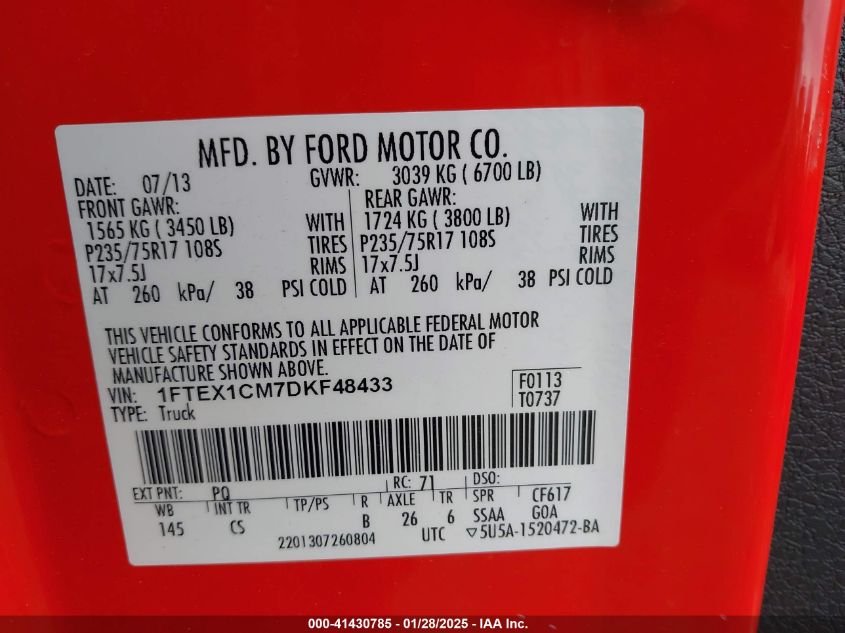 MFD. BY FORD MOTOR CO.
DATE: 07/13 GVWR: 3039 KG ( 6700 LB)
FRONT GAWR: REAR GAWR:
1565 KG ( 3450 LB) WITH 1724 KG ( 3800 LB) WITH
P235/75R17 108S TIRES P235/75R17 108S TIRES
17x7.5J RIMS 17x7.5J RIMS
AT 260 kPa/ 38 PSI COLD AT 260 kPa/ 38 PSI COLD
THIS VEHICLE CONFORMS TO ALL APPLICABLE FEDERAL MOTOR
VEHICLE SAFETY STANDARDS IN EFFECT ON THE DATE OF
MANUFACTURE SHOWN ABOVE.
VIN: 1FTEX1CM7DKF48433 F0113
TYPE: Truck T0737
EXT PNT: PQ RC: 71 DSO:
WB INT TR TP/PS R AXLE TR SPR CF617
145 CS B 26 6 SSAA GOA
2201307260804 UTC ▽5U5A-1520472-BA
000-41430785 - 01/28/2025 - IAA Inc.